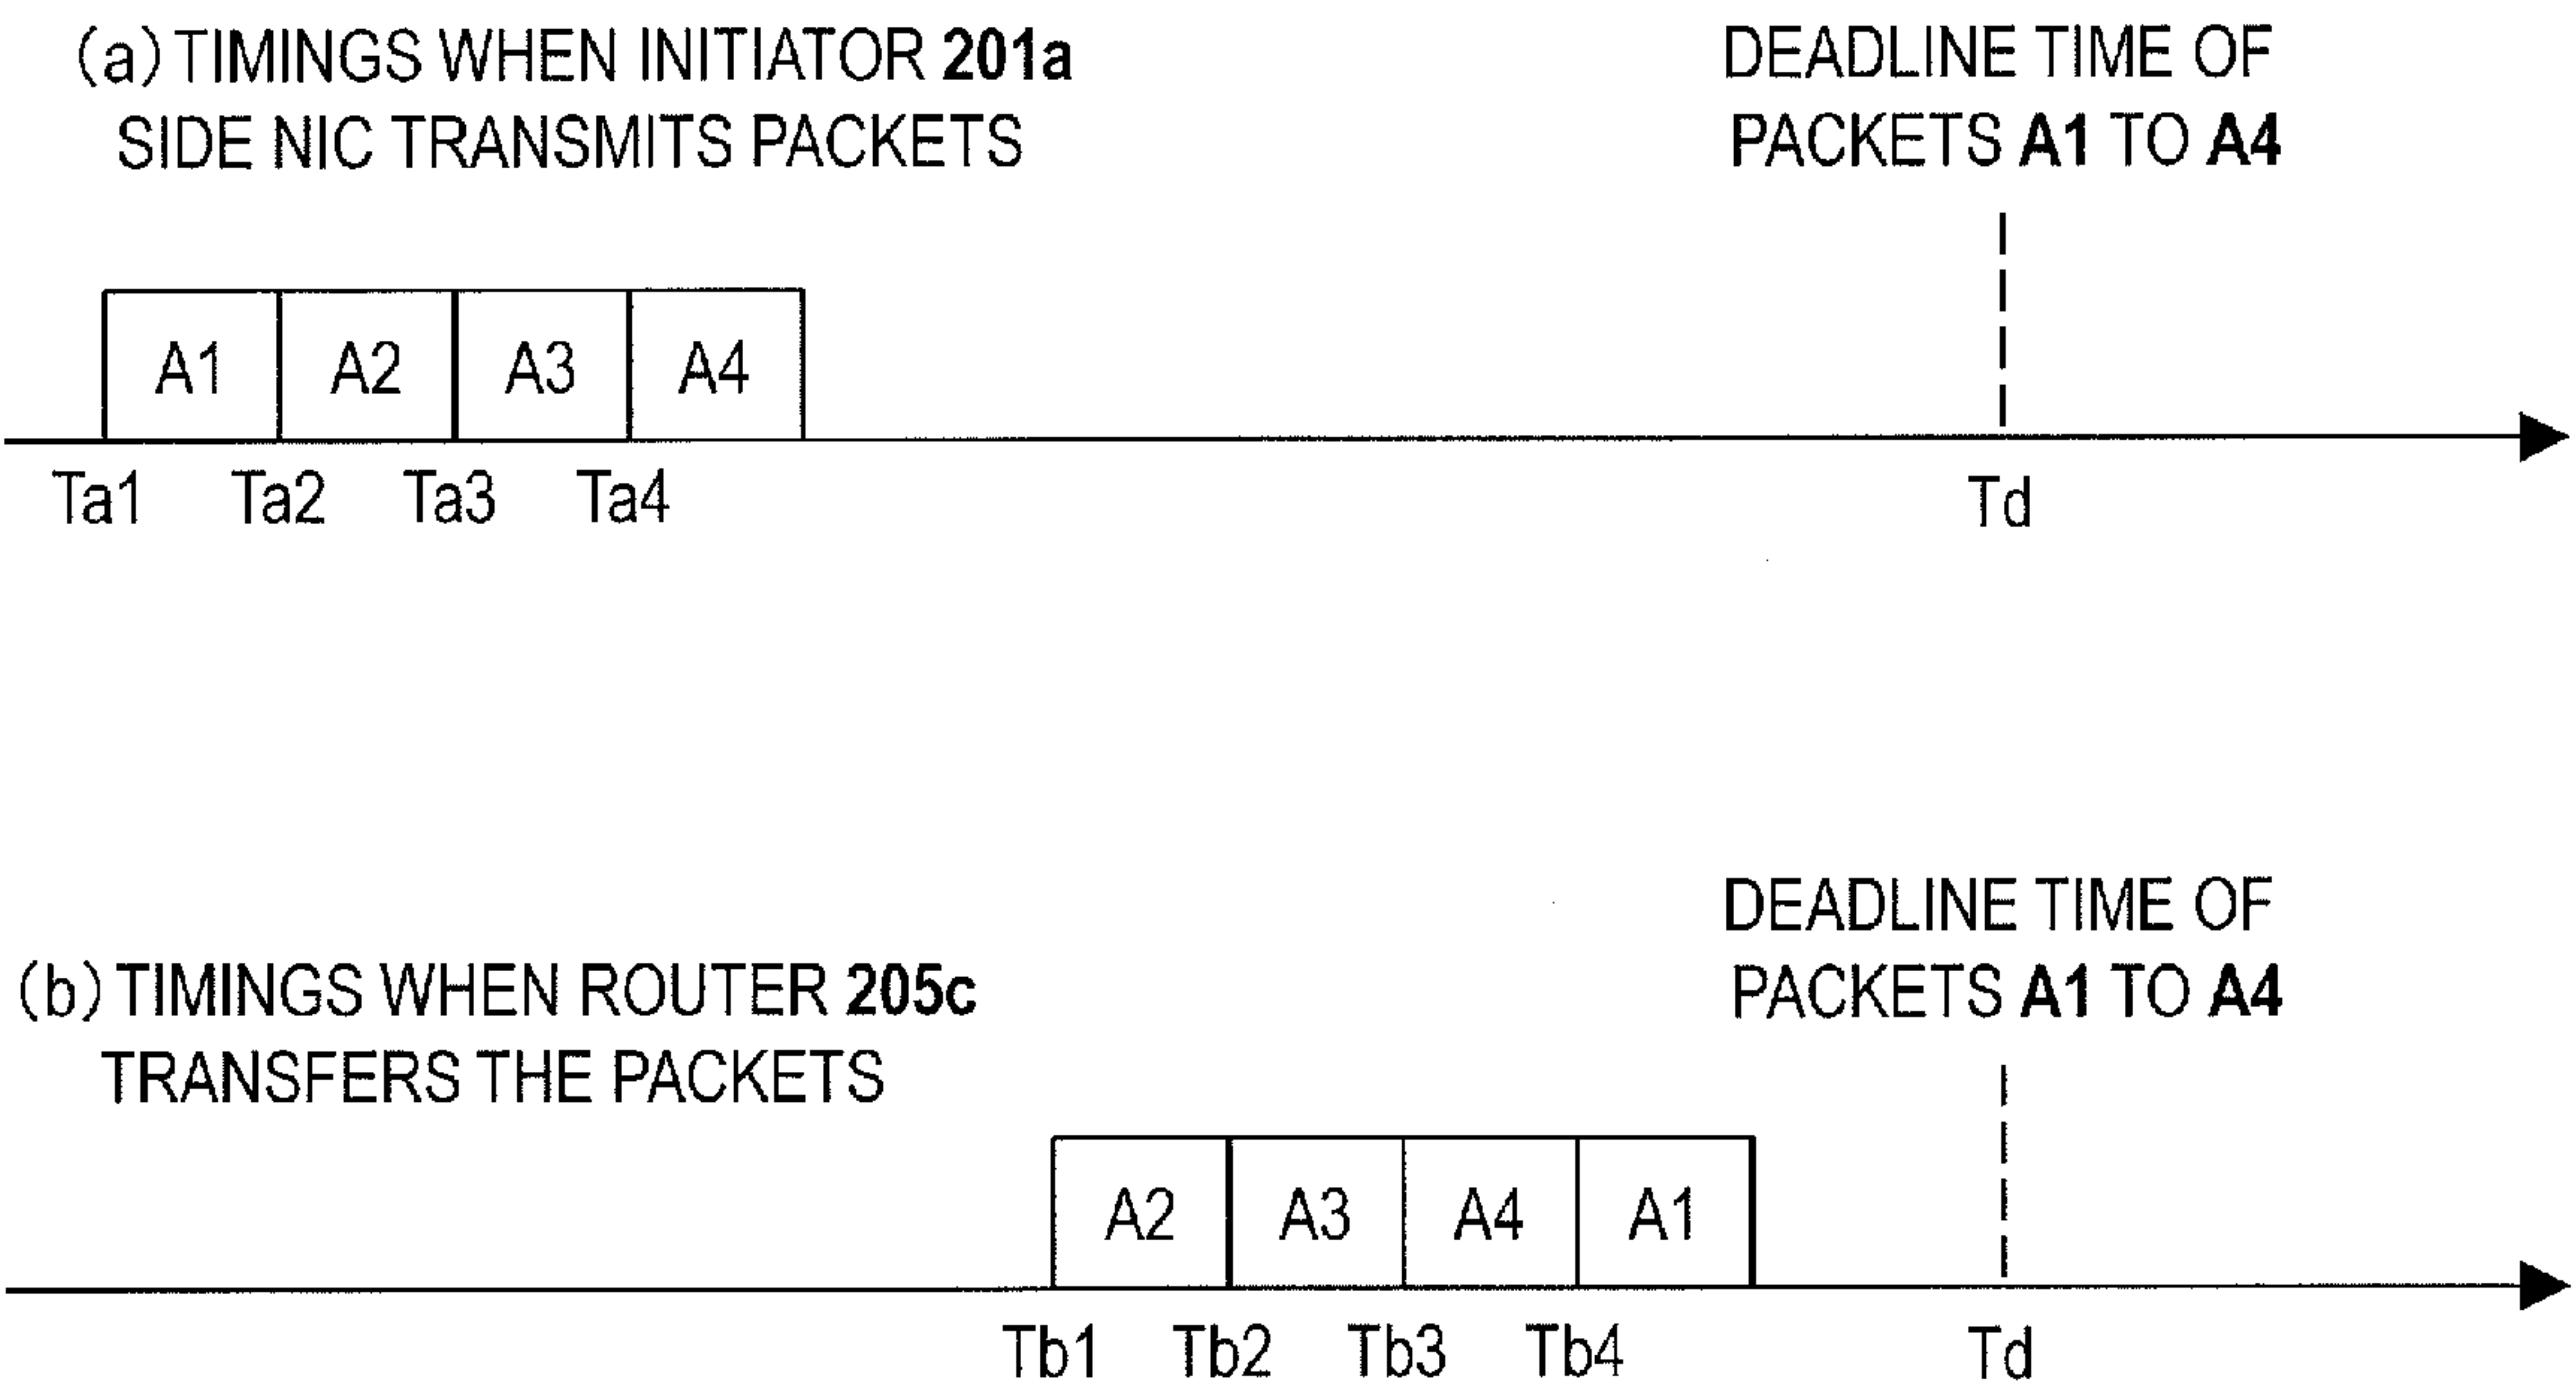 (a) TIMINGS WHEN INITIATOR 201a
SIDE NIC TRANSMITS PACKETS
DEADLINE TIME OF
PACKETS A1 TO A4
A1 A2 A3 A4
Ta1 Ta2 Ta3 Ta4 Td
(b) TIMINGS WHEN ROUTER 205c
TRANSFERS THE PACKETS
DEADLINE TIME OF
PACKETS A1 TO A4
A2 A3 A4 A1
Tb1 Tb2 Tb3 Tb4 Td